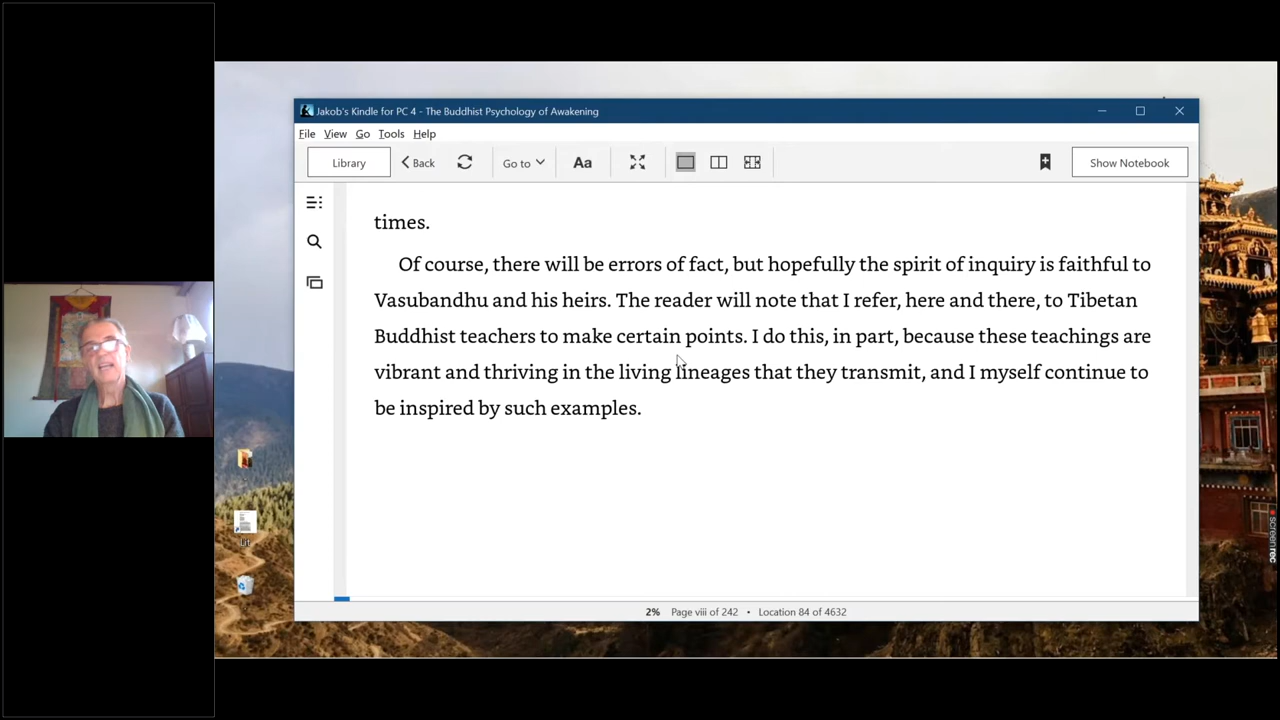 Jakob's Kindle for PC 4 - The Buddhist Psychology of Awakening
File View Go Tools Help
Library Back Go to Aa Show Notebook
times.
Of course, there will be errors of fact, but hopefully the spirit of inquiry is faithful to
Vasubandhu and his heirs. The reader will note that I refer, here and there, to Tibetan
Buddhist teachers to make certain points. I do this, in part, because these teachings are
vibrant and thriving in the living lineages that they transmit, and I myself continue to
be inspired by such examples.
Lit
screenrec
2% Page viii of 242 • Location 84 of 4632